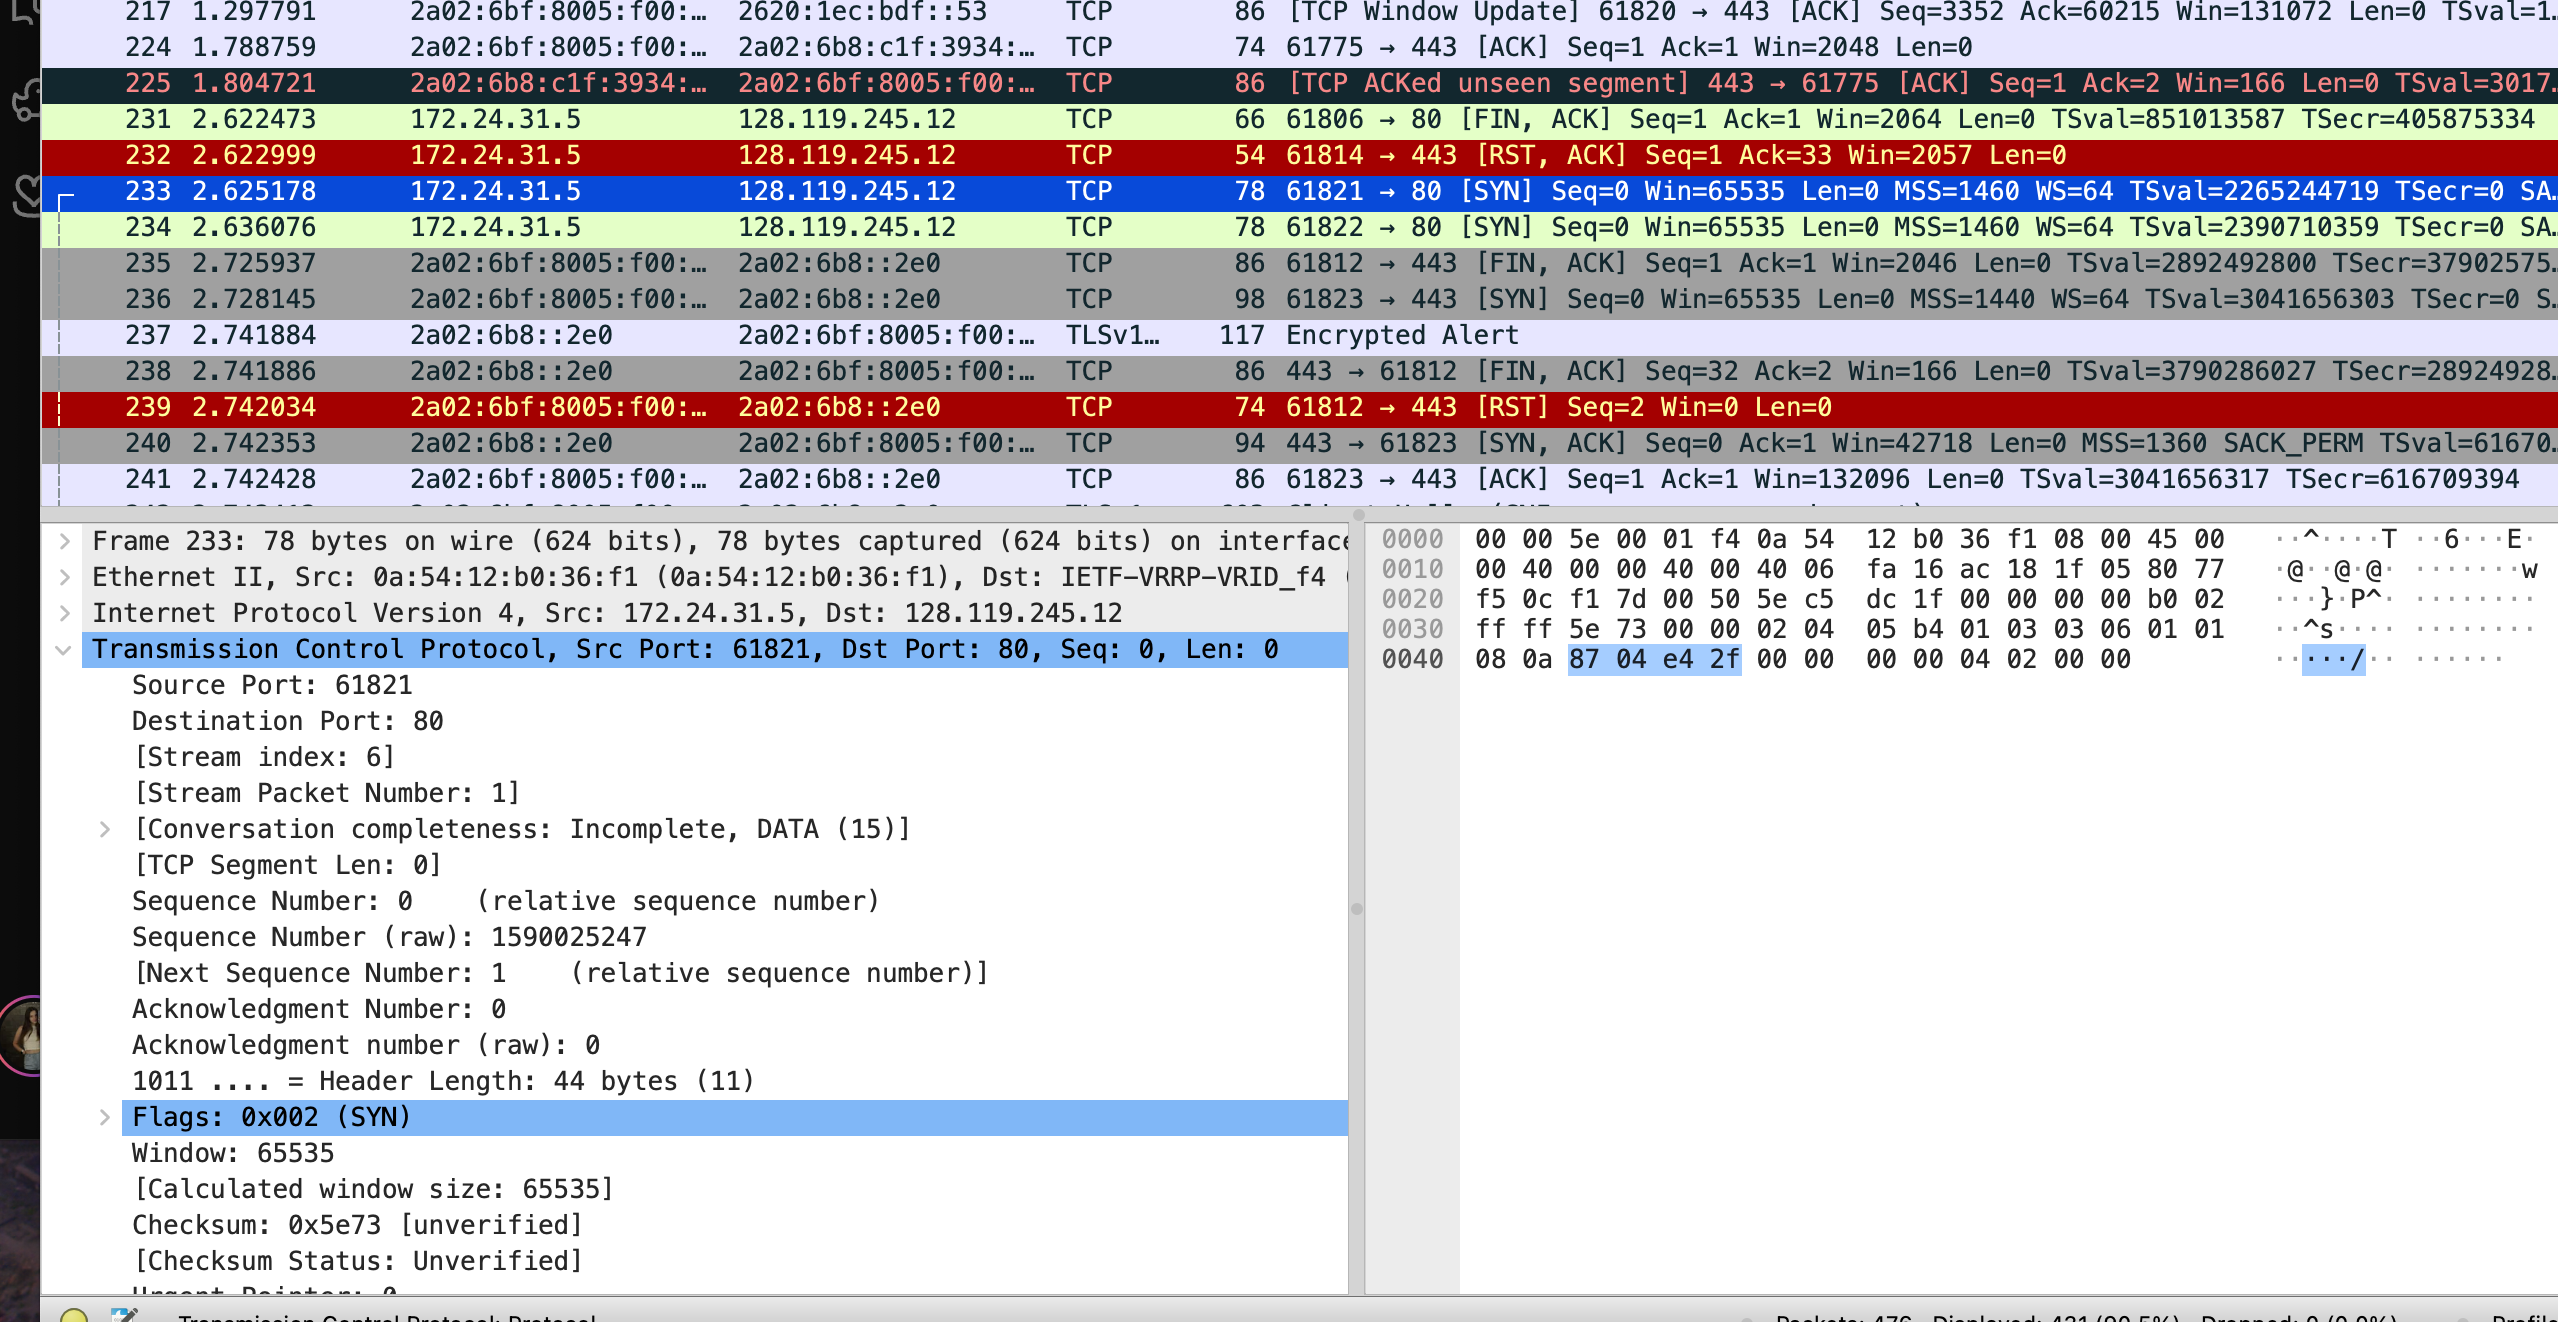 217 1.297791 2a02:6bf:8005:f00:… 2620:1ec:bdf::53 TCP 86 [TCP Window Update] 61820 → 443 [ACK] Seq=3352 Ack=60215 Win=131072 Len=0 TSval=1…
224 1.788759 2a02:6bf:8005:f00:… 2a02:6b8:c1f:3934:… TCP 74 61775 → 443 [ACK] Seq=1 Ack=1 Win=2048 Len=0
225 1.804721 2a02:6b8:c1f:3934:… 2a02:6bf:8005:f00:… TCP 86 [TCP ACKed unseen segment] 443 → 61775 [ACK] Seq=1 Ack=2 Win=166 Len=0 TSval=3017…
231 2.622473 172.24.31.5 128.119.245.12 TCP 66 61806 → 80 [FIN, ACK] Seq=1 Ack=1 Win=2064 Len=0 TSval=851013587 TSecr=405875334
232 2.622999 172.24.31.5 128.119.245.12 TCP 54 61814 → 443 [RST, ACK] Seq=1 Ack=33 Win=2057 Len=0
233 2.625178 172.24.31.5 128.119.245.12 TCP 78 61821 → 80 [SYN] Seq=0 Win=65535 Len=0 MSS=1460 WS=64 TSval=2265244719 TSecr=0 SA…
234 2.636076 172.24.31.5 128.119.245.12 TCP 78 61822 → 80 [SYN] Seq=0 Win=65535 Len=0 MSS=1460 WS=64 TSval=2390710359 TSecr=0 SA…
235 2.725937 2a02:6bf:8005:f00:… 2a02:6b8::2e0 TCP 86 61812 → 443 [FIN, ACK] Seq=1 Ack=1 Win=2046 Len=0 TSval=2892492800 TSecr=37902575…
236 2.728145 2a02:6bf:8005:f00:… 2a02:6b8::2e0 TCP 98 61823 → 443 [SYN] Seq=0 Win=65535 Len=0 MSS=1440 WS=64 TSval=3041656303 TSecr=0 S…
237 2.741884 2a02:6b8::2e0 2a02:6bf:8005:f00:… TLSv1… 117 Encrypted Alert
238 2.741886 2a02:6b8::2e0 2a02:6bf:8005:f00:… TCP 86 443 → 61812 [FIN, ACK] Seq=32 Ack=2 Win=166 Len=0 TSval=3790286027 TSecr=28924928…
239 2.742034 2a02:6bf:8005:f00:… 2a02:6b8::2e0 TCP 74 61812 → 443 [RST] Seq=2 Win=0 Len=0
240 2.742353 2a02:6b8::2e0 2a02:6bf:8005:f00:… TCP 94 443 → 61823 [SYN, ACK] Seq=0 Ack=1 Win=42718 Len=0 MSS=1360 SACK_PERM TSval=61670…
241 2.742428 2a02:6bf:8005:f00:… 2a02:6b8::2e0 TCP 86 61823 → 443 [ACK] Seq=1 Ack=1 Win=132096 Len=0 TSval=3041656317 TSecr=616709394
Frame 233: 78 bytes on wire (624 bits), 78 bytes captured (624 bits) on interface
Ethernet II, Src: 0a:54:12:b0:36:f1 (0a:54:12:b0:36:f1), Dst: IETF-VRRP-VRID_f4 (
Internet Protocol Version 4, Src: 172.24.31.5, Dst: 128.119.245.12
Transmission Control Protocol, Src Port: 61821, Dst Port: 80, Seq: 0, Len: 0
Source Port: 61821
Destination Port: 80
[Stream index: 6]
[Stream Packet Number: 1]
[Conversation completeness: Incomplete, DATA (15)]
[TCP Segment Len: 0]
Sequence Number: 0 (relative sequence number)
Sequence Number (raw): 1590025247
[Next Sequence Number: 1 (relative sequence number)]
Acknowledgment Number: 0
Acknowledgment number (raw): 0
1011 .... = Header Length: 44 bytes (11)
Flags: 0x002 (SYN)
Window: 65535
[Calculated window size: 65535]
Checksum: 0x5e73 [unverified]
[Checksum Status: Unverified]
Urgent Pointer: 0
0000 00 00 5e 00 01 f4 0a 54 12 b0 36 f1 08 00 45 00 ··^····T ··6···E·
0010 00 40 00 00 40 00 40 06 fa 16 ac 18 1f 05 80 77 ·@··@·@· ·······w
0020 f5 0c f1 7d 00 50 5e c5 dc 1f 00 00 00 00 b0 02 ···}·P^· ········
0030 ff ff 5e 73 00 00 02 04 05 b4 01 03 03 06 01 01 ··^s···· ········
0040 08 0a 87 04 e4 2f 00 00 00 00 04 02 00 00 ·····/·· ······
Transmission Control Protocol: Protocol
Packets: 476 · Displayed: 431 (90.5%) · Dropped: 0 (0.0%)